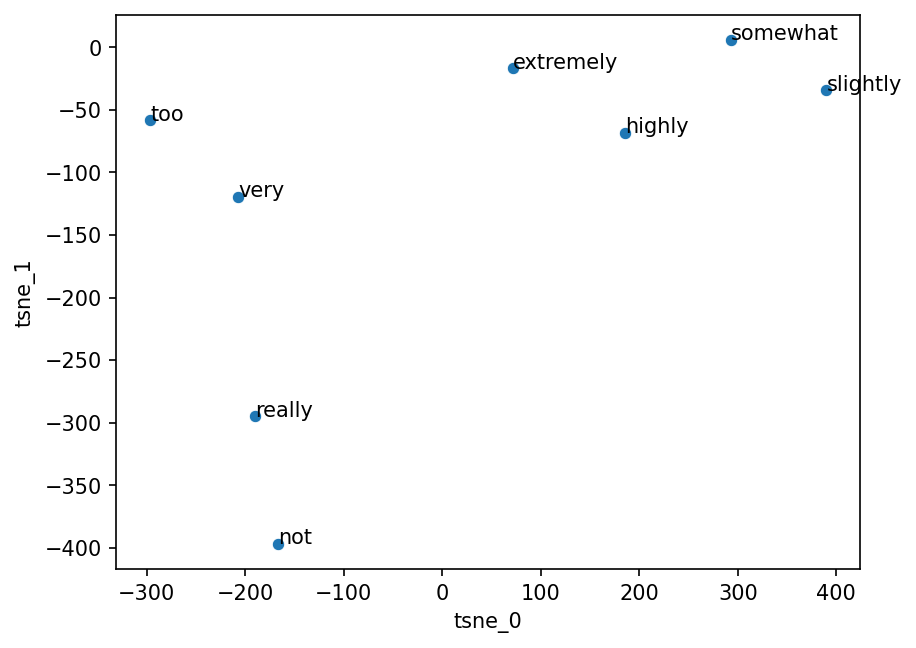 somewhat
extremely
slightly
too
highly
very
really
not
0
−50
−100
−150
−200
−250
−300
−350
−400
tsne_1
−300
−200
−100
0
100
200
300
400
tsne_0